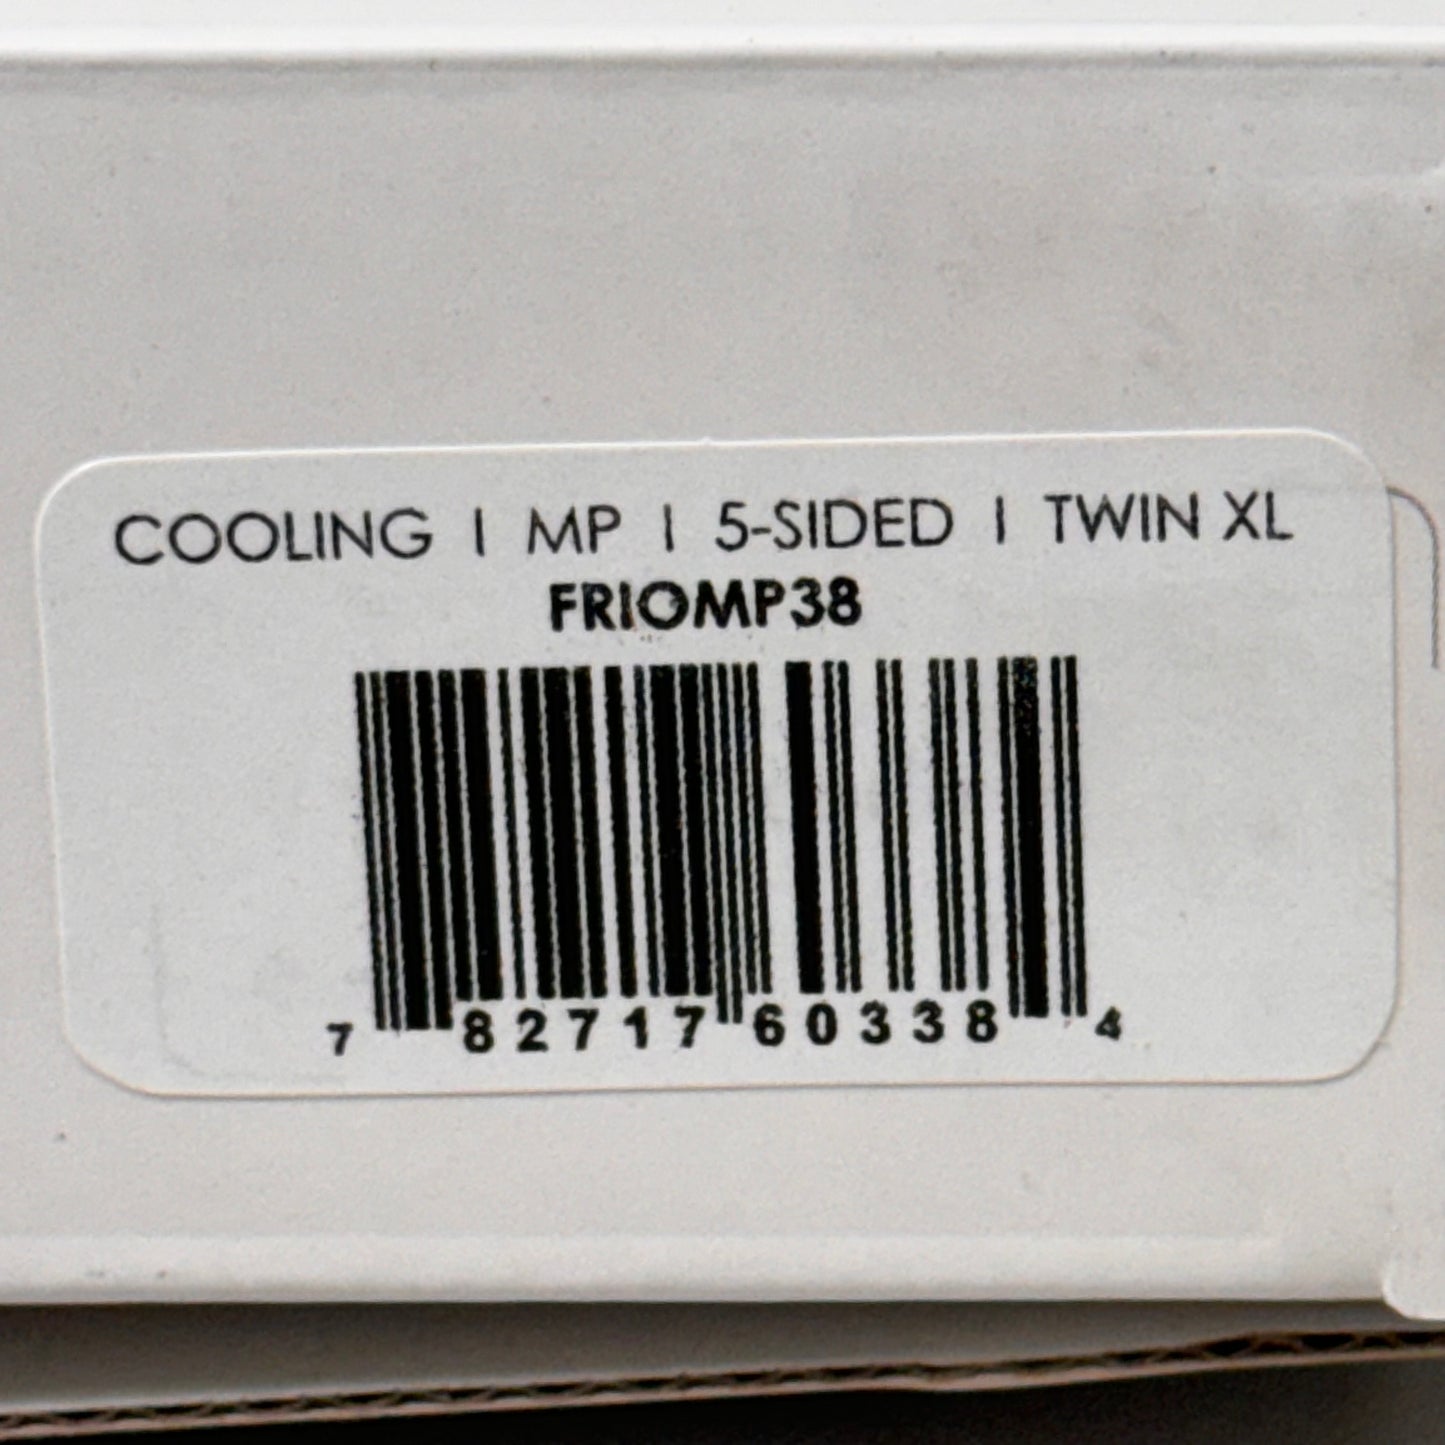 COOLING | MP | 5-SIDED | TWIN XL
FRIOMP38
7 82717 60338 4